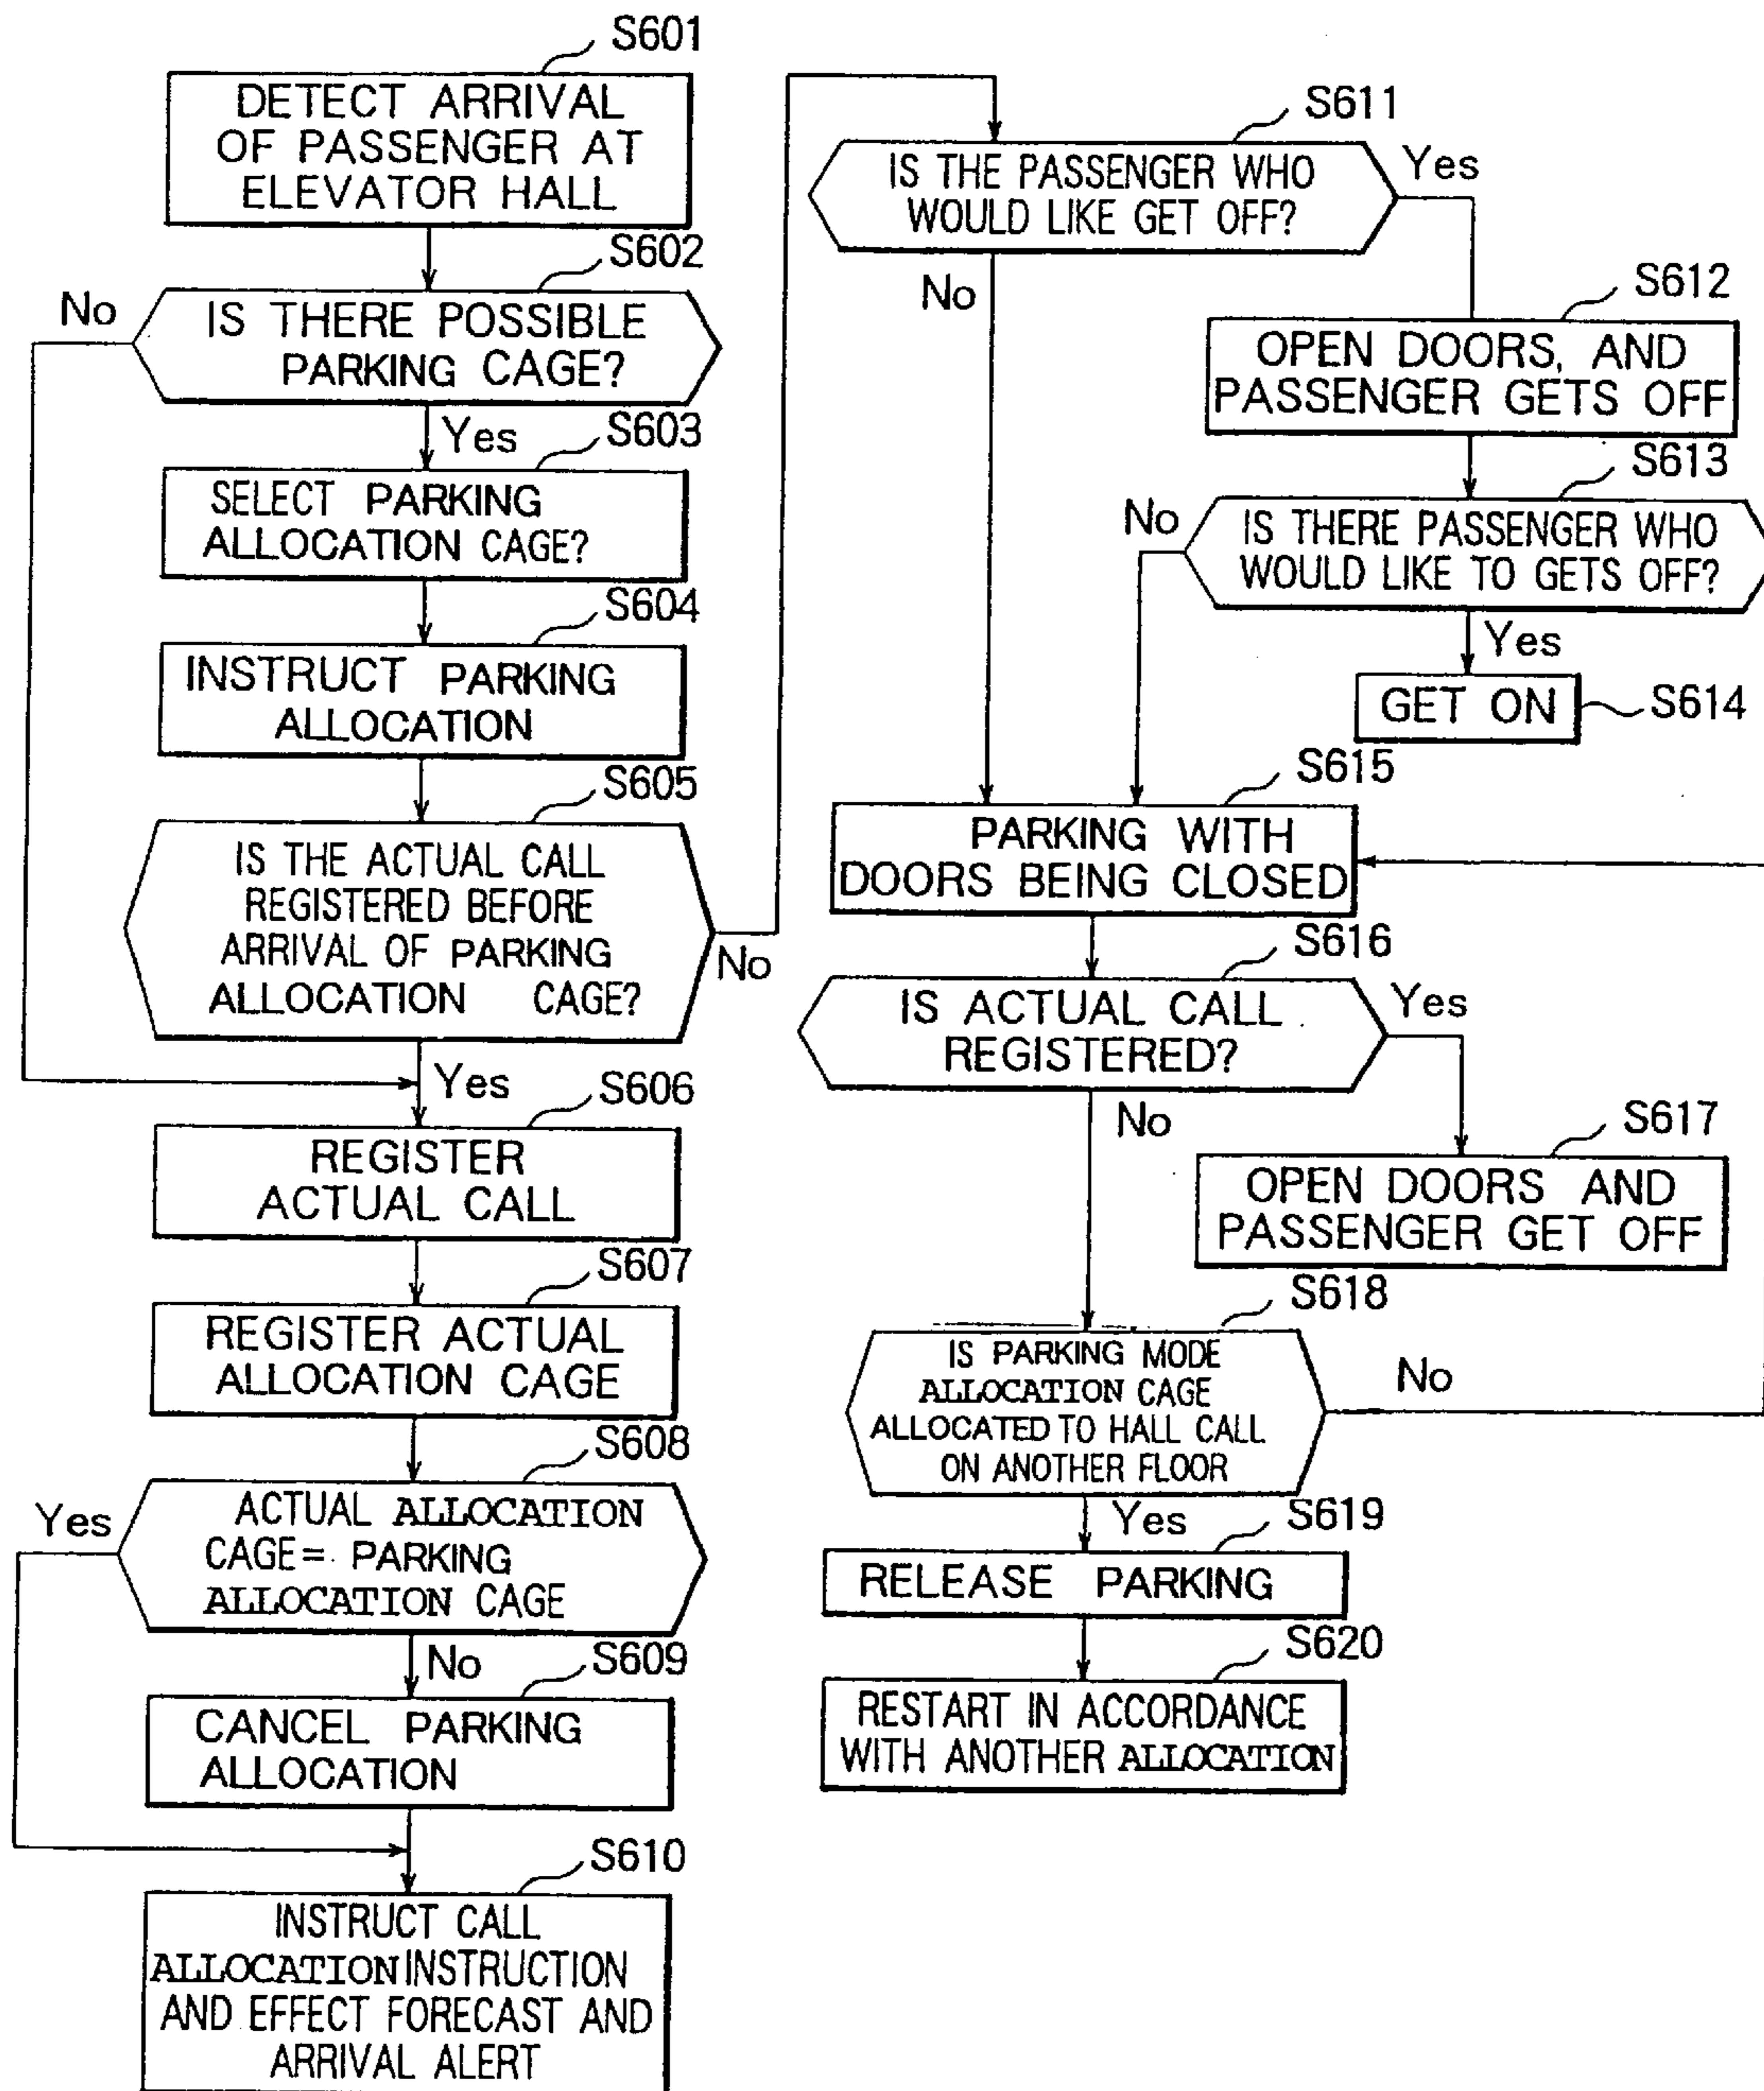 S601
DETECT ARRIVAL
OF PASSENGER AT
ELEVATOR HALL
S602
No
IS THERE POSSIBLE
PARKING CAGE?
Yes
S603
SELECT PARKING
ALLOCATION CAGE?
S604
INSTRUCT PARKING
ALLOCATION
S605
IS THE ACTUAL CALL
REGISTERED BEFORE
ARRIVAL OF PARKING
ALLOCATION CAGE?
No
Yes
S606
REGISTER
ACTUAL CALL
S607
REGISTER ACTUAL
ALLOCATION CAGE
S608
Yes
ACTUAL ALLOCATION
CAGE= PARKING
ALLOCATION CAGE
No
S609
CANCEL PARKING
ALLOCATION
S610
INSTRUCT CALL
ALLOCATION INSTRUCTION
AND EFFECT FORECAST AND
ARRIVAL ALERT
S611
IS THE PASSENGER WHO
WOULD LIKE GET OFF?
Yes
No
S612
OPEN DOORS, AND
PASSENGER GETS OFF
S613
No
IS THERE PASSENGER WHO
WOULD LIKE TO GETS OFF?
Yes
GET ON
S614
S615
PARKING WITH
DOORS BEING CLOSED
S616
IS ACTUAL CALL
REGISTERED?
Yes
No
S617
OPEN DOORS AND
PASSENGER GET OFF
S618
IS PARKING MODE
ALLOCATION CAGE
ALLOCATED TO HALL CALL
ON ANOTHER FLOOR
No
Yes
S619
RELEASE PARKING
S620
RESTART IN ACCORDANCE
WITH ANOTHER ALLOCATION